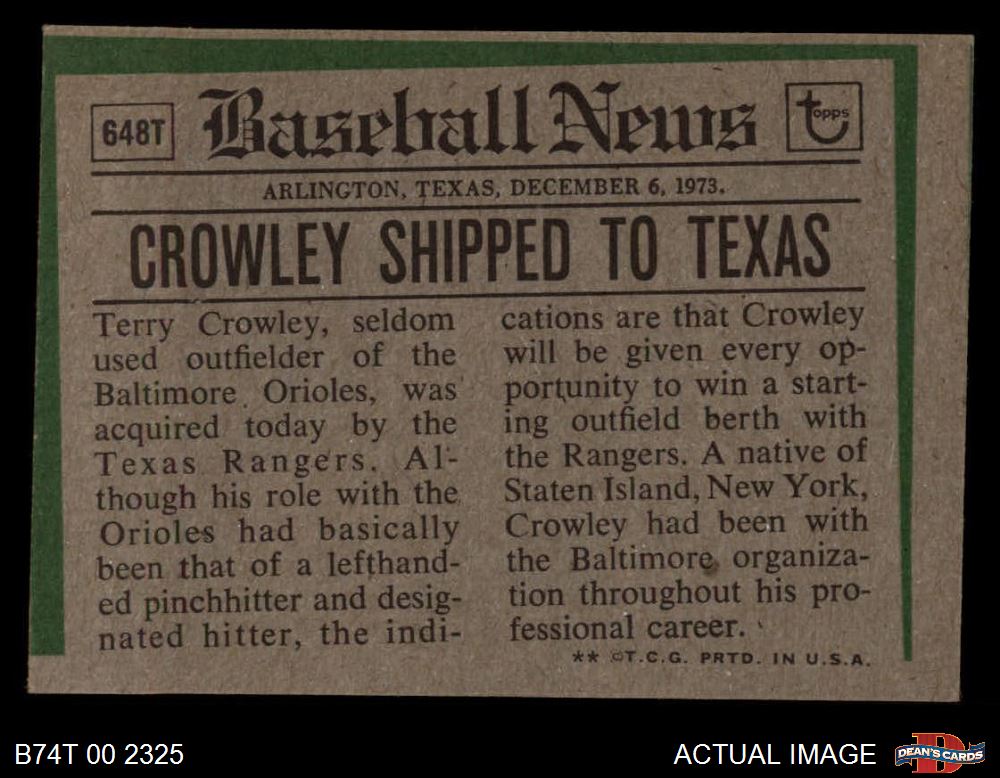 648T
Baseball News
topps
ARLINGTON, TEXAS, DECEMBER 6, 1973.
CROWLEY SHIPPED TO TEXAS
Terry Crowley, seldom
used outfielder of the
Baltimore Orioles, was
acquired today by the
Texas Rangers. Al-
though his role with the
Orioles had basically
been that of a lefthand-
ed pinchhitter and desig-
nated hitter, the indi-
cations are that Crowley
will be given every op-
portunity to win a start-
ing outfield berth with
the Rangers. A native of
Staten Island, New York,
Crowley had been with
the Baltimore organiza-
tion throughout his pro-
fessional career.
** ©T.C.G. PRTD. IN U.S.A.
B74T 00 2325
ACTUAL IMAGE
DEAN'S CARDS